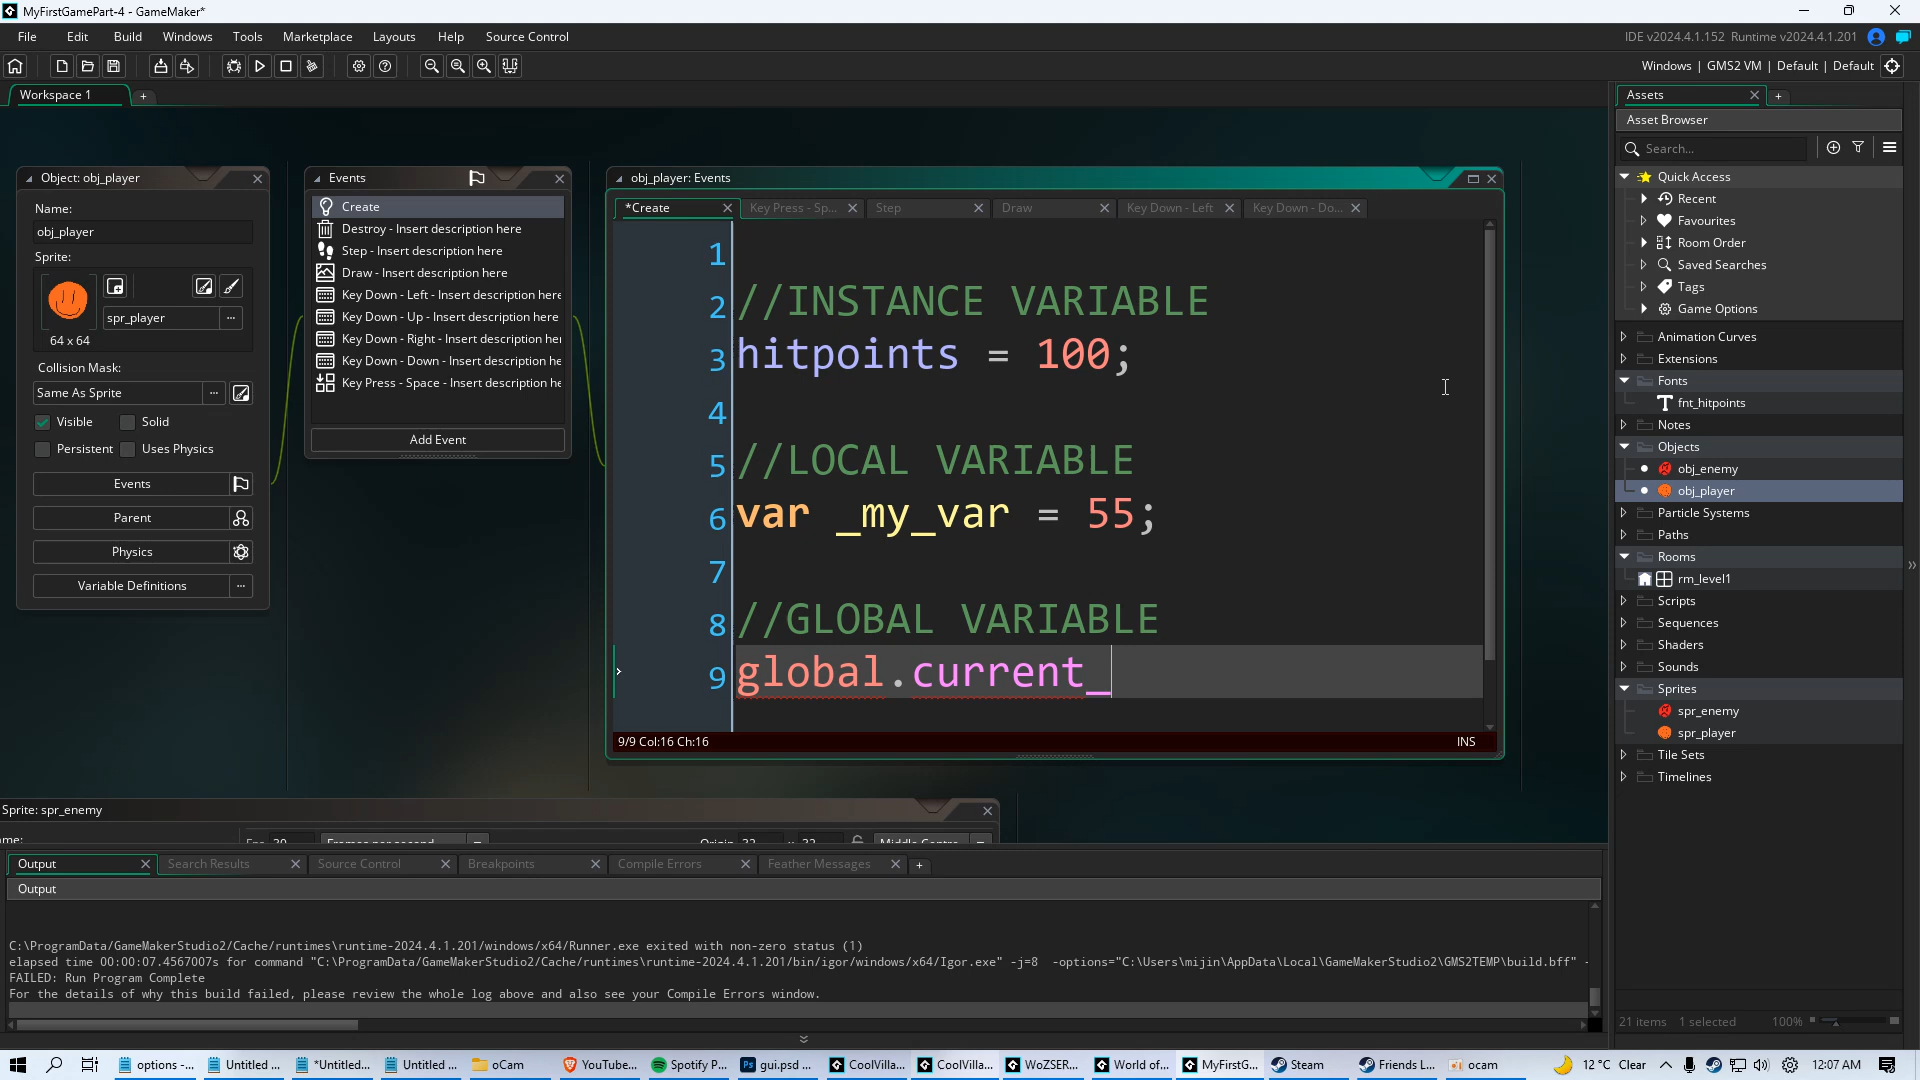 MyFirstGamePart-4 - GameMaker*
File Edit Build Windows Tools Marketplace Layouts Help Source Control
IDE v2024.4.1.152 Runtime v2024.4.1.201
Windows | GMS2 VM | Default | Default
Workspace 1
Object: obj_player
Name:
obj_player
Sprite:
spr_player
64 x 64
Collision Mask:
Same As Sprite
Visible Solid
Persistent Uses Physics
Events
Parent
Physics
Variable Definitions
Events
Create
Destroy - Insert description here
Step - Insert description here
Draw - Insert description here
Key Down - Left - Insert description here
Key Down - Up - Insert description here
Key Down - Right - Insert description her
Key Down - Down - Insert description he
Key Press - Space - Insert description he
Add Event
obj_player: Events
*Create Key Press - Sp... Step Draw Key Down - Left Key Down - Do...
1
2 //INSTANCE VARIABLE
3 hitpoints = 100;
4
5 //LOCAL VARIABLE
6 var _my_var = 55;
7
8 //GLOBAL VARIABLE
9 global.current_
9/9 Col:16 Ch:16 INS
Sprite: spr_enemy
Output Search Results Source Control Breakpoints Compile Errors Feather Messages
Output
C:\ProgramData/GameMakerStudio2/Cache/runtimes\runtime-2024.4.1.201/windows/x64/Runner.exe exited with non-zero status (1)
elapsed time 00:00:07.4567007s for command "C:\ProgramData/GameMakerStudio2/Cache/runtimes\runtime-2024.4.1.201/bin/igor/windows/x64/Igor.exe" -j=8 -options="C:\Users\mijin\AppData\Local\GameMakerStudio2\GMS2TEMP\build.bff" -
FAILED: Run Program Complete
For the details of why this build failed, please review the whole log above and also see your Compile Errors window.
Assets
Asset Browser
Search...
Quick Access
Recent
Favourites
Room Order
Saved Searches
Tags
Game Options
Animation Curves
Extensions
Fonts
fnt_hitpoints
Notes
Objects
obj_enemy
obj_player
Particle Systems
Paths
Rooms
rm_level1
Scripts
Sequences
Shaders
Sounds
Sprites
spr_enemy
spr_player
Tile Sets
Timelines
21 items 1 selected 100%
options -... Untitled ... *Untitled... Untitled ... oCam YouTube... Spotify P... gui.psd ... CoolVilla... CoolVilla... WoZSER... World of... MyFirstG... Steam Friends L... ocam 12 °C Clear 12:07 AM